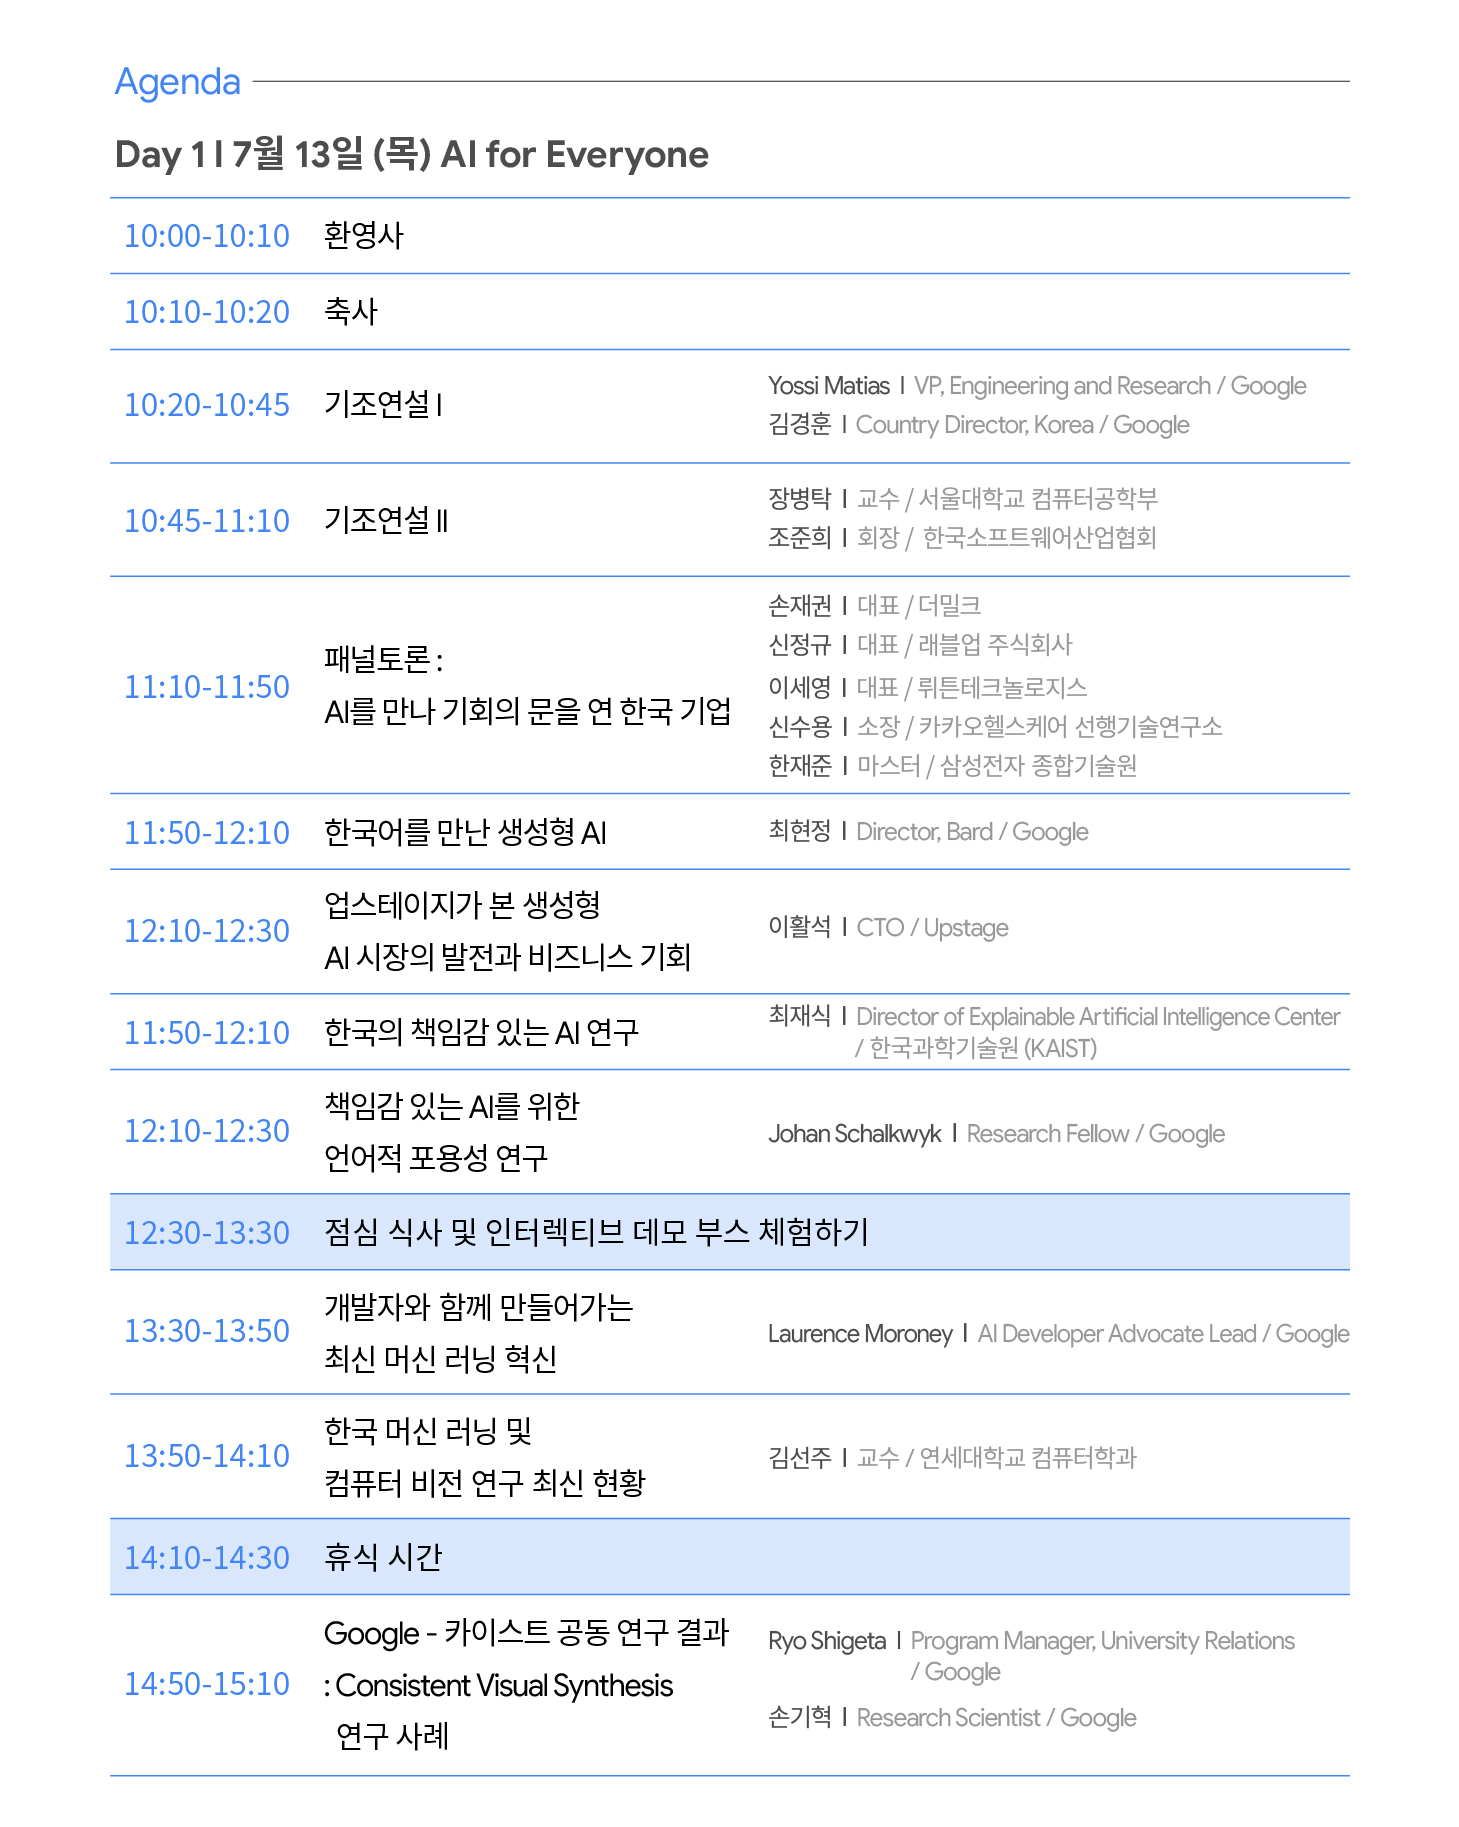 Agenda
Day 1 I 7월 13일 (목) AI for Everyone
10:00-10:10 환영사
10:10-10:20 축사
10:20-10:45 기조연설 I
Yossi Matias I VP, Engineering and Research / Google
김경훈 I Country Director, Korea / Google
10:45-11:10 기조연설 II
장병탁 I 교수 / 서울대학교 컴퓨터공학부
조준희 I 회장 / 한국소프트웨어산업협회
11:10-11:50
패널토론 :
AI를 만나 기회의 문을 연 한국 기업
손재권 I 대표 / 더밀크
신정규 I 대표 / 래블업 주식회사
이세영 I 대표 / 뤼튼테크놀로지스
신수용 I 소장 / 카카오헬스케어 선행기술연구소
한재준 I 마스터 / 삼성전자 종합기술원
11:50-12:10 한국어를 만난 생성형 AI 최현정 I Director, Bard / Google
12:10-12:30
업스테이지가 본 생성형
AI 시장의 발전과 비즈니스 기회
이활석 I CTO / Upstage
11:50-12:10 한국의 책임감 있는 AI 연구
최재식 I Director of Explainable Artificial Intelligence Center
/ 한국과학기술원 (KAIST)
12:10-12:30
책임감 있는 AI를 위한
언어적 포용성 연구
Johan Schalkwyk I Research Fellow / Google
12:30-13:30 점심 식사 및 인터렉티브 데모 부스 체험하기
13:30-13:50
개발자와 함께 만들어가는
최신 머신 러닝 혁신
Laurence Moroney I AI Developer Advocate Lead / Google
13:50-14:10
한국 머신 러닝 및
컴퓨터 비전 연구 최신 현황
김선주 I 교수 / 연세대학교 컴퓨터학과
14:10-14:30 휴식 시간
14:50-15:10
Google - 카이스트 공동 연구 결과
: Consistent Visual Synthesis
연구 사례
Ryo Shigeta I Program Manager, University Relations
/ Google
손기혁 I Research Scientist / Google